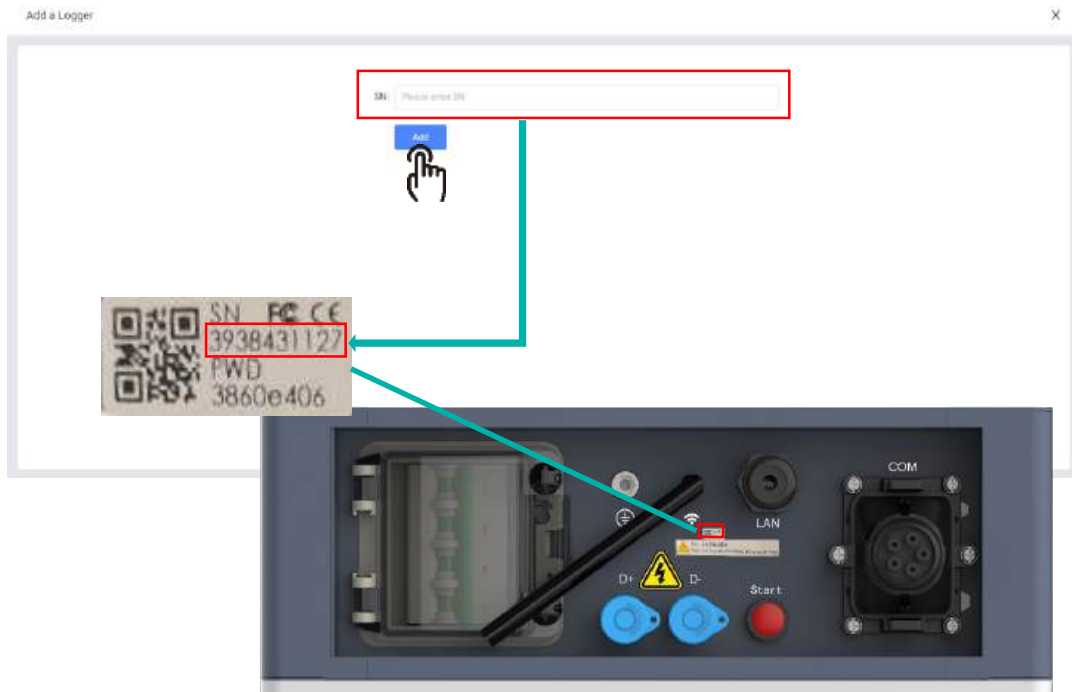 Add a Logger
SN: Please enter SN
Add
SN FC CE
3938431127
PWD
3860e406
COM
LAN
D+ D-
Start